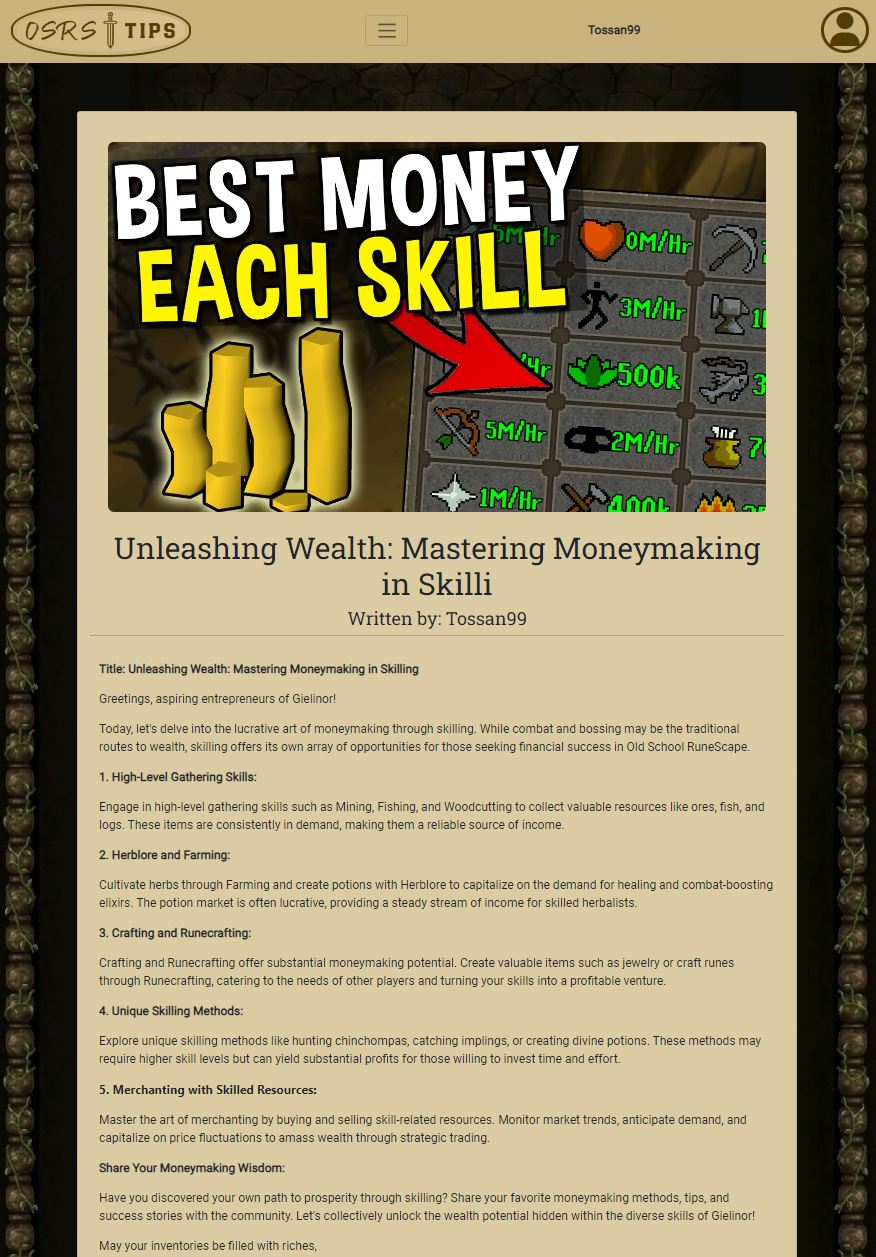 OSRS TIPS
Tossan99
BEST MONEY
EACH SKILL
5M/Hr
0M/Hr
3M/Hr
/Hr
500k
5M/Hr
2M/Hr
1M/Hr
400k
Unleashing Wealth: Mastering Moneymaking
in Skilli
Written by: Tossan99
Title: Unleashing Wealth: Mastering Moneymaking in Skilling
Greetings, aspiring entrepreneurs of Gielinor!
Today, let's delve into the lucrative art of moneymaking through skilling. While combat and bossing may be the traditional
routes to wealth, skilling offers its own array of opportunities for those seeking financial success in Old School RuneScape.
1. High-Level Gathering Skills:
Engage in high-level gathering skills such as Mining, Fishing, and Woodcutting to collect valuable resources like ores, fish, and
logs. These items are consistently in demand, making them a reliable source of income.
2. Herblore and Farming:
Cultivate herbs through Farming and create potions with Herblore to capitalize on the demand for healing and combat-boosting
elixirs. The potion market is often lucrative, providing a steady stream of income for skilled herbalists.
3. Crafting and Runecrafting:
Crafting and Runecrafting offer substantial moneymaking potential. Create valuable items such as jewelry or craft runes
through Runecrafting, catering to the needs of other players and turning your skills into a profitable venture.
4. Unique Skilling Methods:
Explore unique skilling methods like hunting chinchompas, catching implings, or creating divine potions. These methods may
require higher skill levels but can yield substantial profits for those willing to invest time and effort.
5. Merchanting with Skilled Resources:
Master the art of merchanting by buying and selling skill-related resources. Monitor market trends, anticipate demand, and
capitalize on price fluctuations to amass wealth through strategic trading.
Share Your Moneymaking Wisdom:
Have you discovered your own path to prosperity through skilling? Share your favorite moneymaking methods, tips, and
success stories with the community. Let's collectively unlock the wealth potential hidden within the diverse skills of Gielinor!
May your inventories be filled with riches,